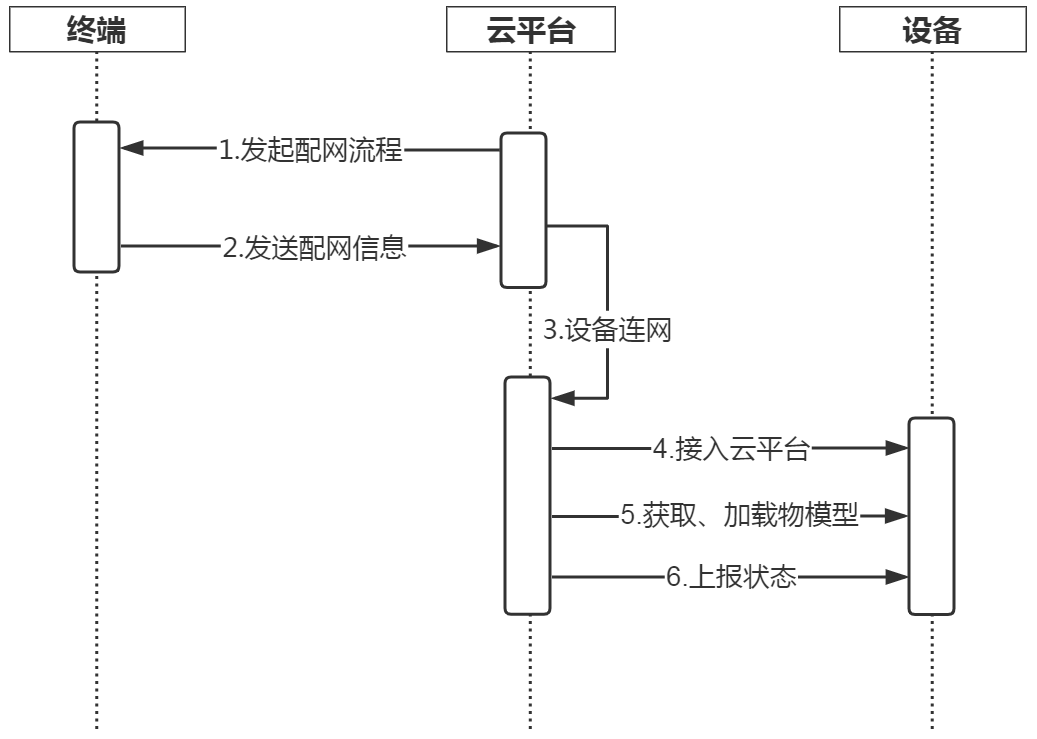 终端
云平台
设备
1.发起配网流程
2.发送配网信息
3.设备连网
4.接入云平台
5.获取、加载物模型
6.上报状态